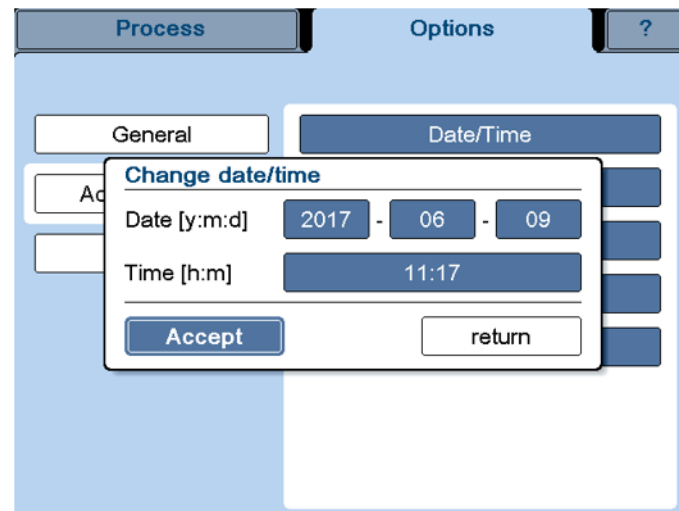 Process Options ?
General Date/Time
Change date/time
Date [y:m:d] 2017 - 06 - 09
Time [h:m] 11:17
Accept return